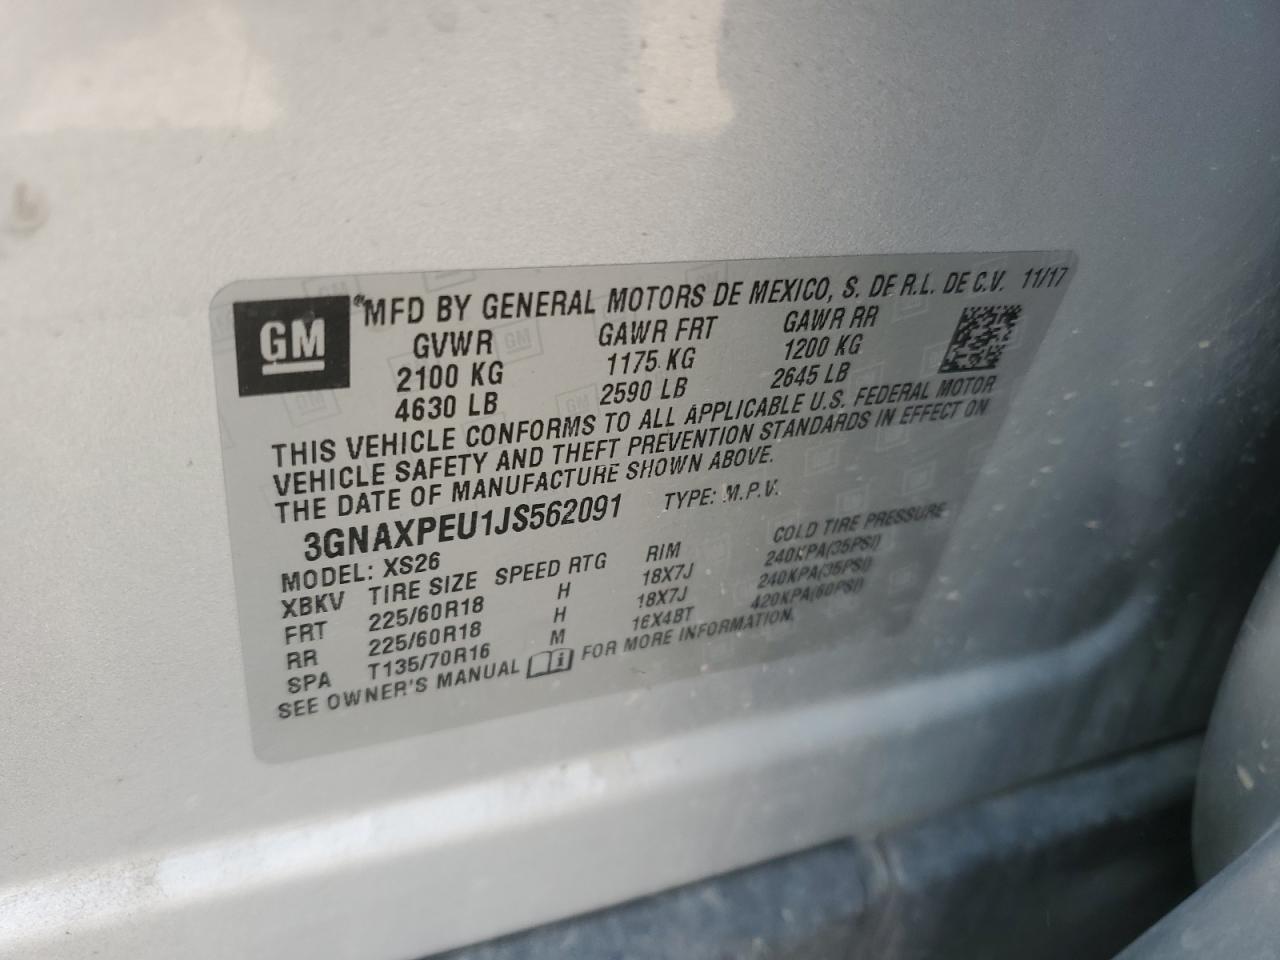 GM
®MFD BY GENERAL MOTORS DE MEXICO, S. DE R.L. DE C.V. 11/17
GVWR GAWR FRT GAWR RR
2100 KG 1175 KG 1200 KG
4630 LB 2590 LB 2645 LB
THIS VEHICLE CONFORMS TO ALL APPLICABLE U.S. FEDERAL MOTOR
VEHICLE SAFETY AND THEFT PREVENTION STANDARDS IN EFFECT ON
THE DATE OF MANUFACTURE SHOWN ABOVE.
3GNAXPEU1JS562091 TYPE: M.P.V.
MODEL: XS26
XBKV TIRE SIZE SPEED RTG RIM COLD TIRE PRESSURE
FRT 225/60R18 H 18X7J 240KPA(35PSI)
RR 225/60R18 H 18X7J 240KPA(35PSI)
SPA T135/70R16 M 16X4BT 420KPA(60PSI)
SEE OWNER'S MANUAL FOR MORE INFORMATION.